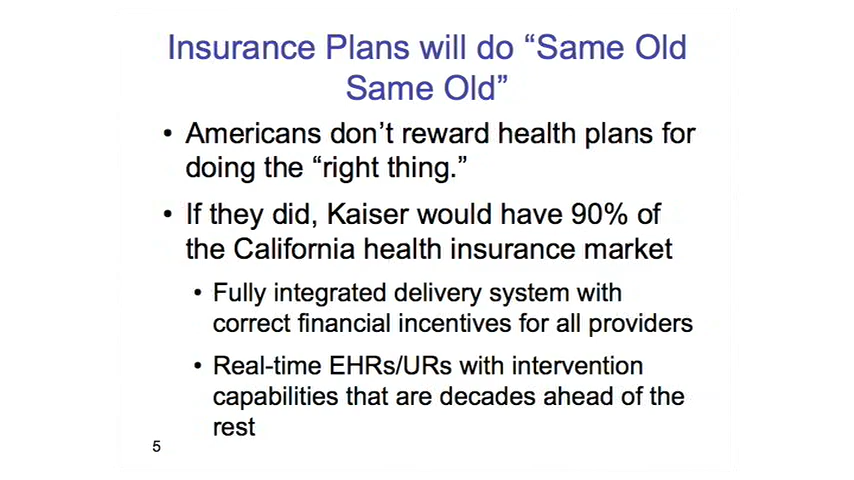 Insurance Plans will do “Same Old
Same Old”
• Americans don’t reward health plans for
doing the “right thing.”
• If they did, Kaiser would have 90% of
the California health insurance market
• Fully integrated delivery system with
correct financial incentives for all providers
• Real-time EHRs/URs with intervention
capabilities that are decades ahead of the
rest
5